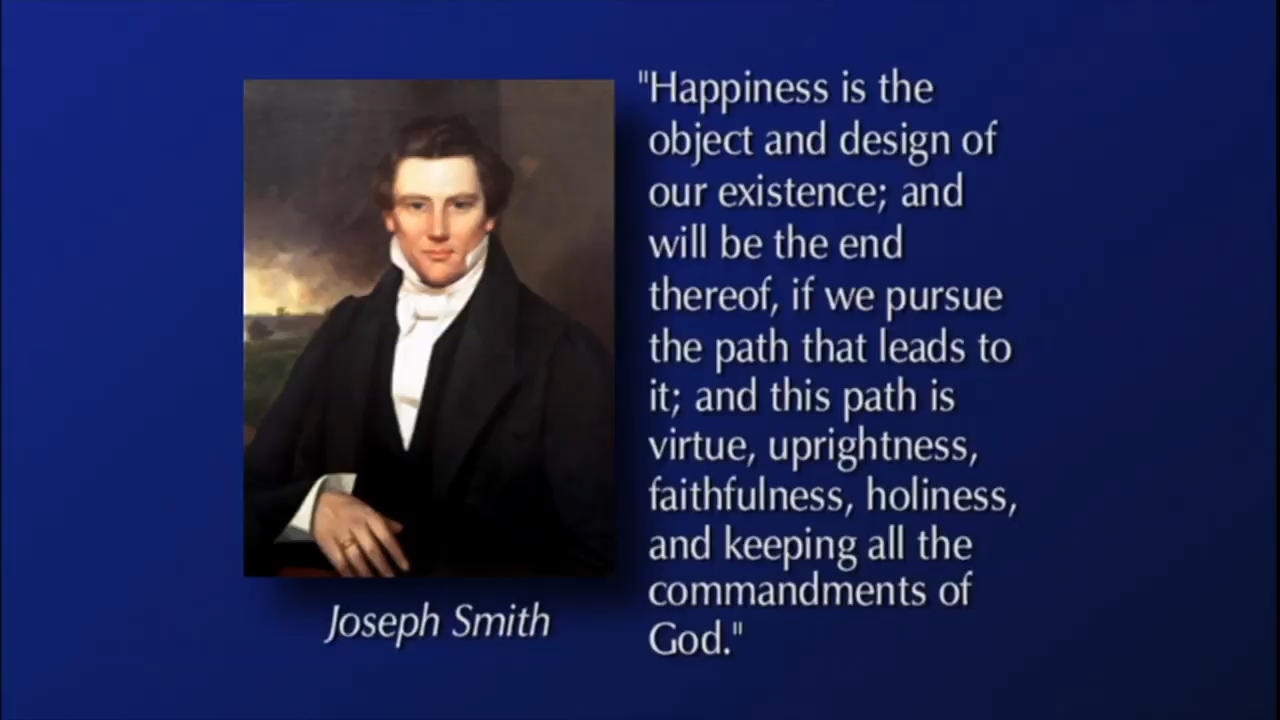 "Happiness is the
object and design of
our existence; and
will be the end
thereof, if we pursue
the path that leads to
it; and this path is
virtue, uprightness,
faithfulness, holiness,
and keeping all the
commandments of
God."
Joseph Smith